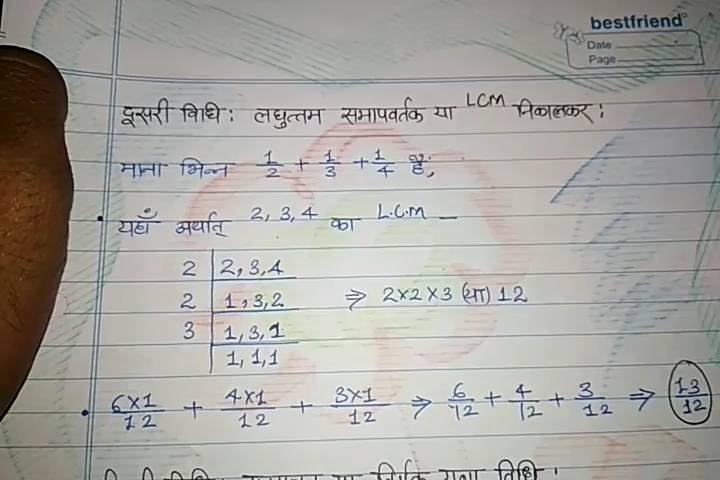 bestfriend
Date
Page
दूसरी विधि : लघुत्तम समापवर्तक या LCM निकालकर :
माना भिन्न 1/2 + 1/3 + 1/4 है;
यहाँ अर्थात् 2, 3, 4 का L.C.M –
2 | 2, 3, 4
2 | 1, 3, 2 ⇒ 2×2×3 (या) 12
3 | 1, 3, 1
1, 1, 1
6×1/12 + 4×1/12 + 3×1/12 ⇒ 6/12 + 4/12 + 3/12 ⇒ 13/12
विधि :